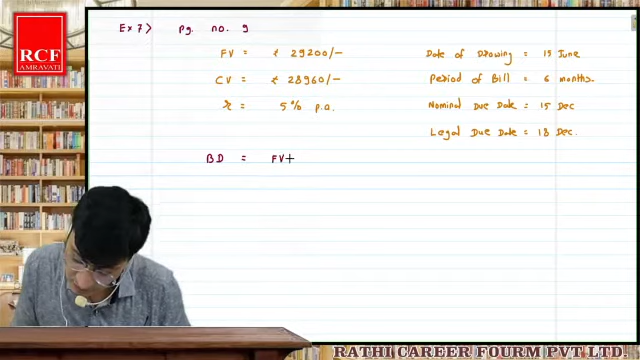 Ex 7> pg. no. 9
RCF
AMRAVATI
FV = ₹ 29200/-
CV = ₹ 28960/-
r = 5% p.a.
Date of Drawing = 15 June
Period of Bill = 6 months.
Nominal Due Date = 15 Dec
Legal Due Date = 18 Dec.
BD = FV
RATHI CAREER FOURM PVT LTD